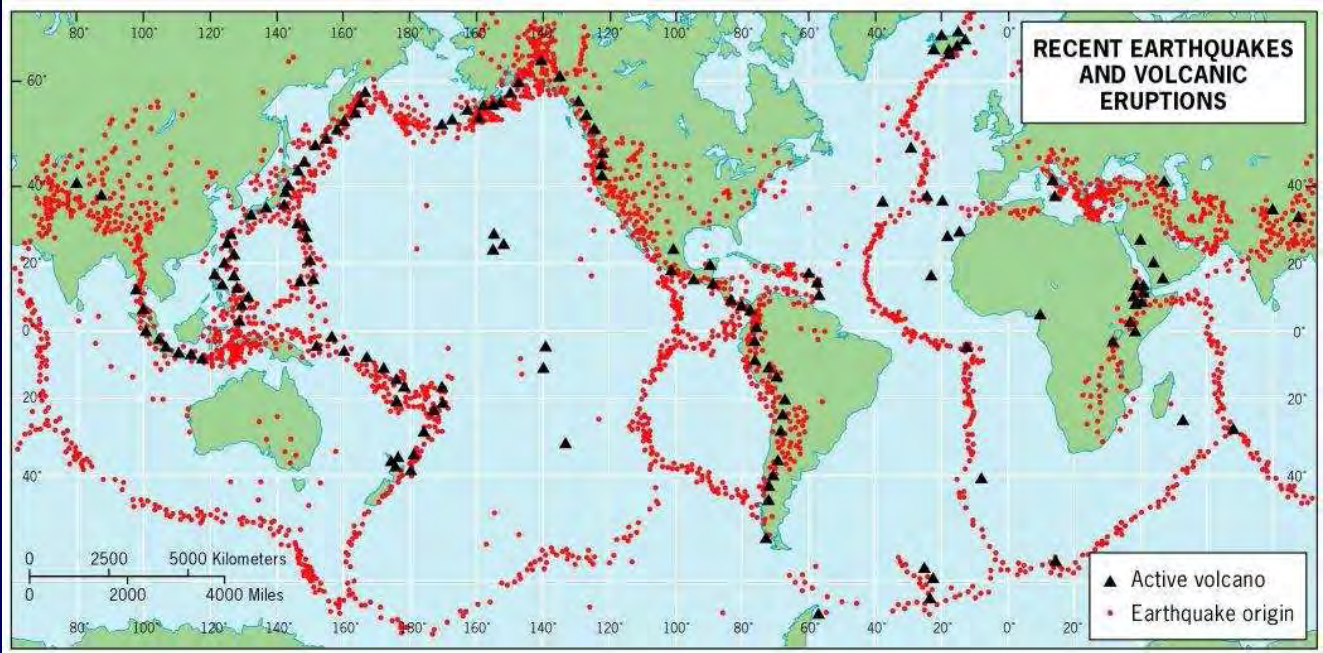 80° 100° 120° 140° 160° 180° 160° 140° 120° 100° 80° 60° 40° 20° 0°
RECENT EARTHQUAKES
AND VOLCANIC
ERUPTIONS
60°
40° 40°
20° 20°
0° 0°
20° 20°
40° 40°
0 2500 5000 Kilometers
0 2000 4000 Miles
▲ Active volcano
• Earthquake origin
80° 100° 120° 140° 160° 180° 160° 140° 120° 100° 80° 60° 40° 20° 0° 20°